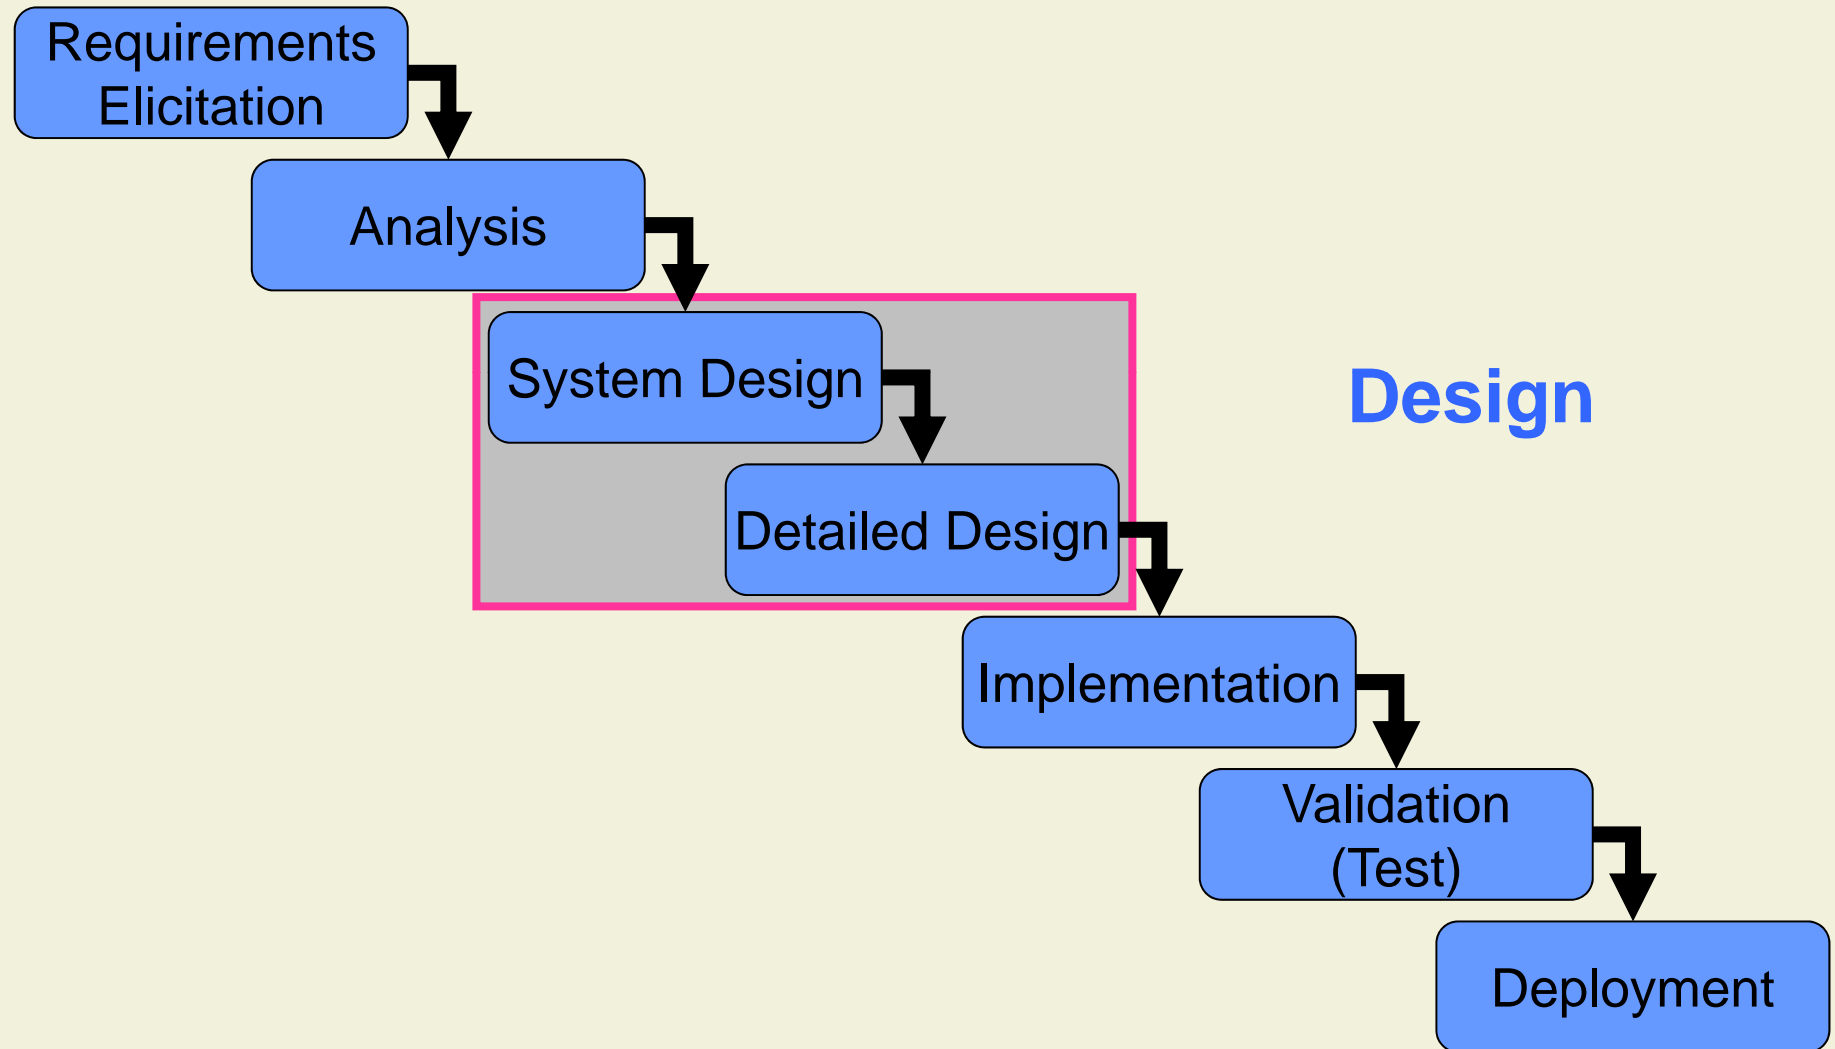 Requirements
Elicitation
Analysis
System Design
Design
Detailed Design
Implementation
Validation
(Test)
Deployment